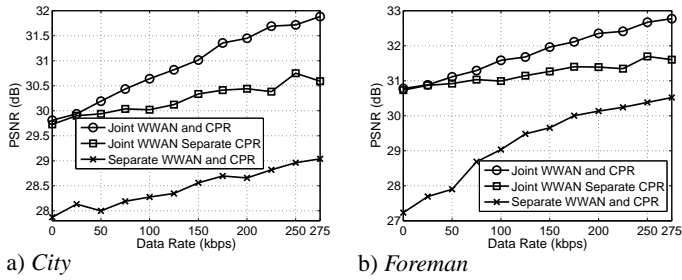 32
31.5
31
30.5
30
29.5
29
28.5
28
PSNR (dB)
Joint WWAN and CPR
Joint WWAN Separate CPR
Separate WWAN and CPR
0 50 100 150 200 250 275
Data Rate (kbps)
a) City
33
32
31
30
29
28
27
PSNR (dB)
Joint WWAN and CPR
Joint WWAN Separate CPR
Separate WWAN and CPR
0 50 100 150 200 250 275
Data Rate (kbps)
b) Foreman